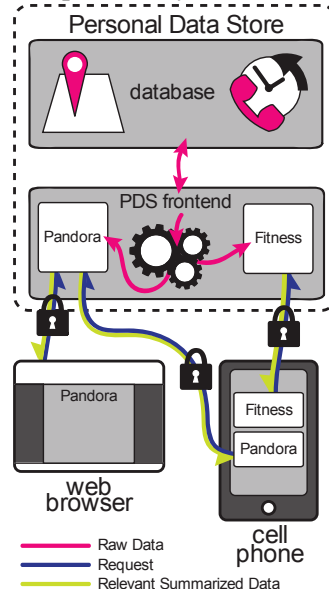 Personal Data Store
database
PDS frontend
Pandora
Fitness
Pandora
Fitness
Pandora
web
browser
cell
phone
Raw Data
Request
Relevant Summarized Data